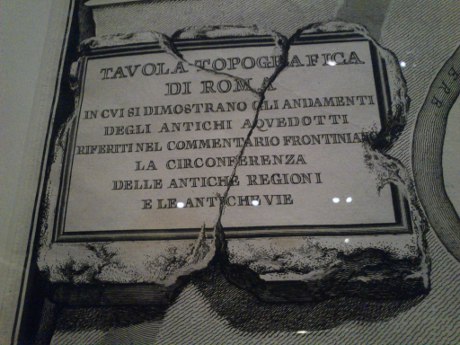 TAVOLA TOPOGRAFICA
DI ROMA
IN CVI SI DIMOSTRANO GLI ANDAMENTI
DEGLI ANTICHI AQVEDOTTI
RIFERITI NEL COMMENTARIO FRONTINIANO
LA CIRCONFERENZA
DELLE ANTICHE REGIONI
E LE ANTICHE VIE